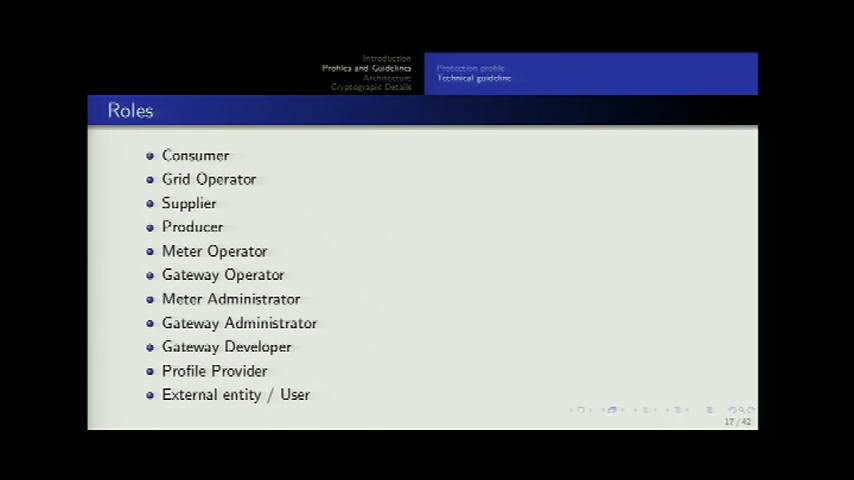 Introduction
Profiles and Guidelines
Architecture
Cryptograpic Details
Protection profile
Technical guideline
Roles
Consumer
Grid Operator
Supplier
Producer
Meter Operator
Gateway Operator
Meter Administrator
Gateway Administrator
Gateway Developer
Profile Provider
External entity / User
17 / 42